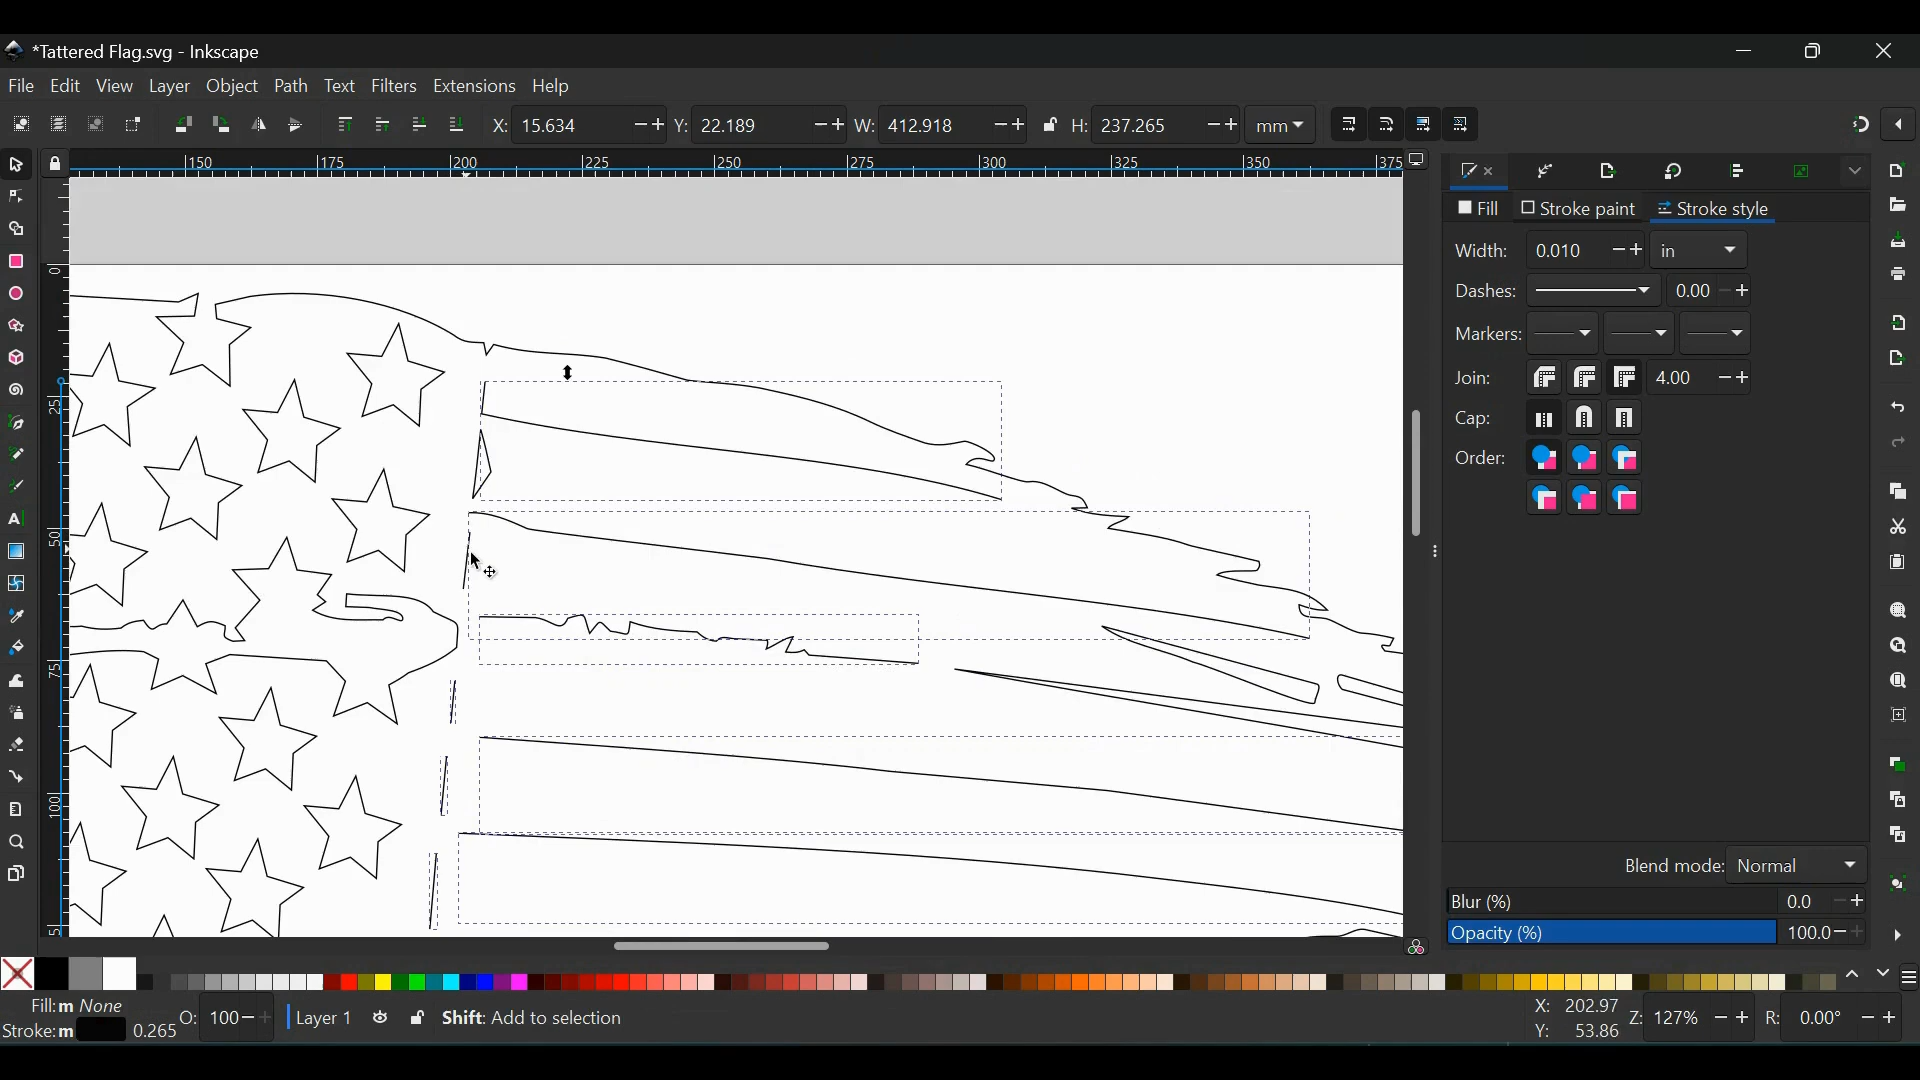 *Tattered Flag.svg - Inkscape
File Edit View Layer Object Path Text Filters Extensions Help
X: 15.634 Y: 22.189 W: 412.918 H: 237.265 mm
150 175 200 225 250 275 300 325 350 375
Fill Stroke paint Stroke style
Width: 0.010 in
Dashes: 0.00
Markers:
Join: 4.00
Cap:
Order:
0
25
50
75
100
Blend mode: Normal
Blur (%) 0.0
Opacity (%) 100.0
Fill: m None
Stroke: m 0.265
O: 100
Layer 1
Shift: Add to selection
X: 202.97
Y: 53.86
Z: 127%
R: 0.00°